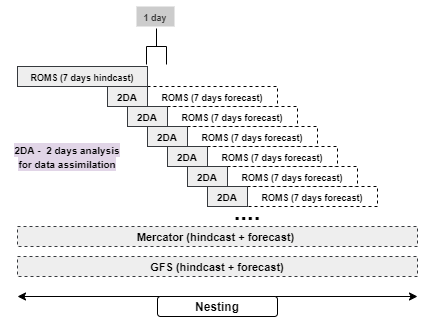 1 day
ROMS (7 days hindcast)
2DA ROMS (7 days forecast)
2DA ROMS (7 days forecast)
2DA ROMS (7 days forecast)
2DA - 2 days analysis
for data assimilation
2DA ROMS (7 days forecast)
2DA ROMS (7 days forecast)
2DA ROMS (7 days forecast)
....
Mercator (hindcast + forecast)
GFS (hindcast + forecast)
Nesting